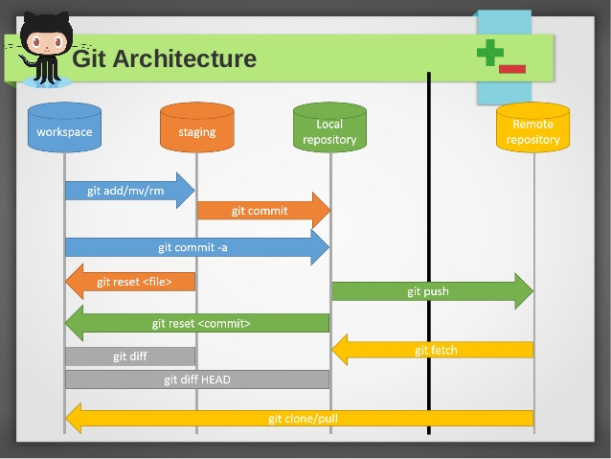 Git Architecture
workspace
staging
Local
repository
Remote
repository
git add/mv/rm
git commit
git commit -a
git reset <file>
git push
git reset <commit>
git fetch
git diff
git diff HEAD
git clone/pull